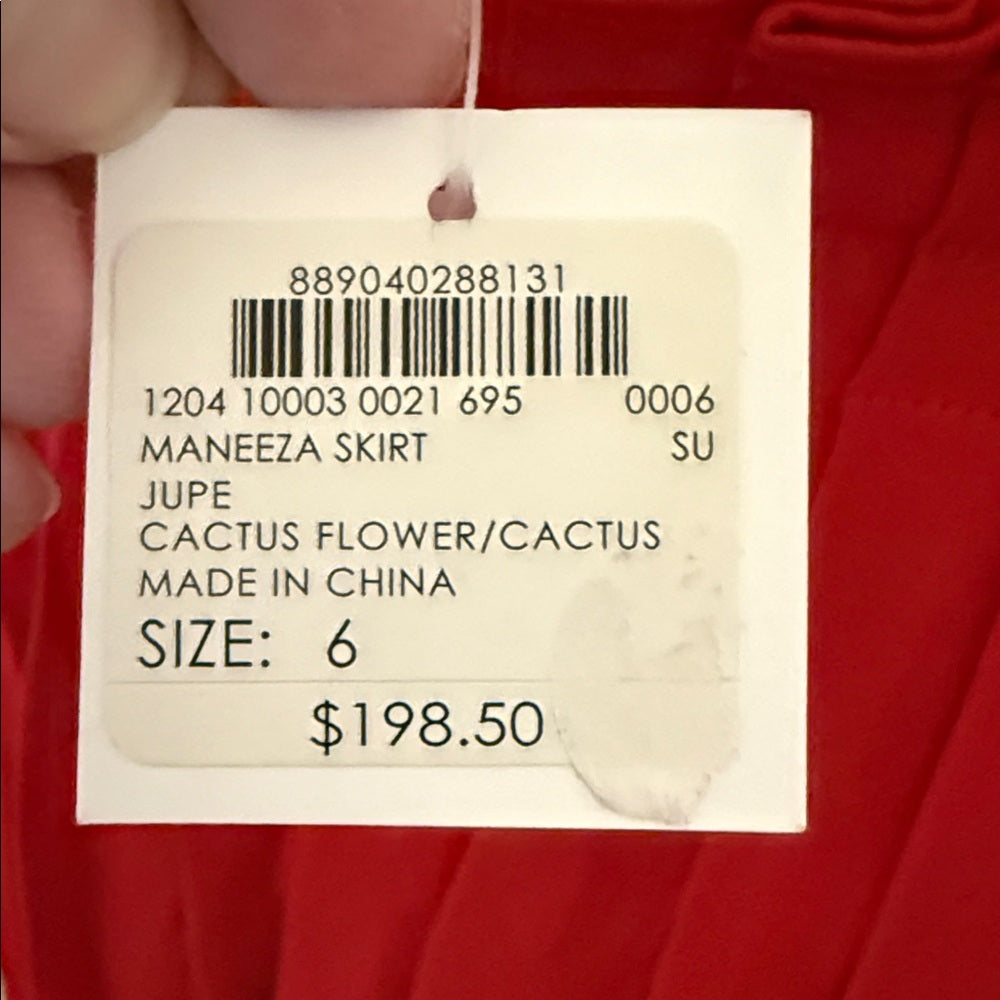 889040288131
1204 10003 0021 695 0006
MANEEZA SKIRT SU
JUPE
CACTUS FLOWER/CACTUS
MADE IN CHINA
SIZE: 6
$198.50